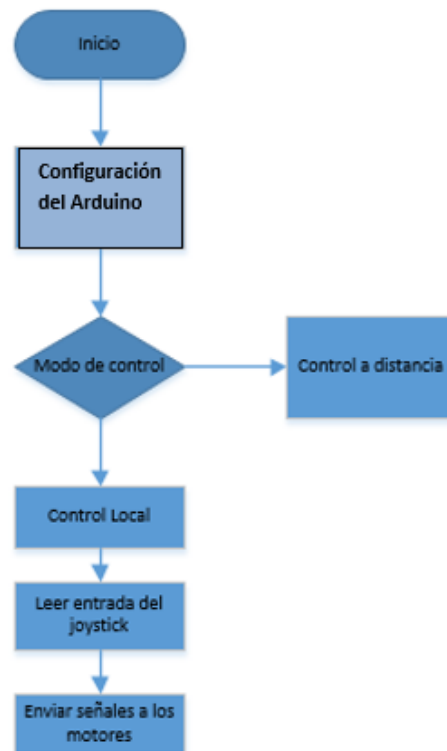 Inicio
Configuración
del Arduino
Modo de control
Control a distancia
Control Local
Leer entrada del
joystick
Enviar señales a los
motores